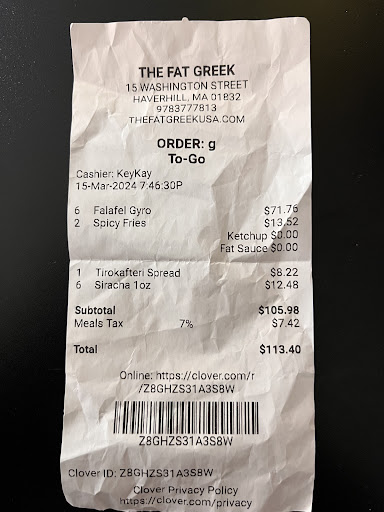 THE FAT GREEK
15 WASHINGTON STREET
HAVERHILL, MA 01832
9783777813
THEFATGREEKUSA.COM
ORDER: g
To-Go
Cashier: KeyKay
15-Mar-2024 7:46:30P
6 Falafel Gyro $71.76
2 Spicy Fries $13.52
Ketchup $0.00
Fat Sauce $0.00
1 Tirokafteri Spread $8.22
6 Siracha 1oz $12.48
Subtotal $105.98
Meals Tax 7% $7.42
Total $113.40
Online: https://clover.com/r
/Z8GHZS31A3S8W
Z8GHZS31A3S8W
Clover ID: Z8GHZS31A3S8W
Clover Privacy Policy
https://clover.com/privacy